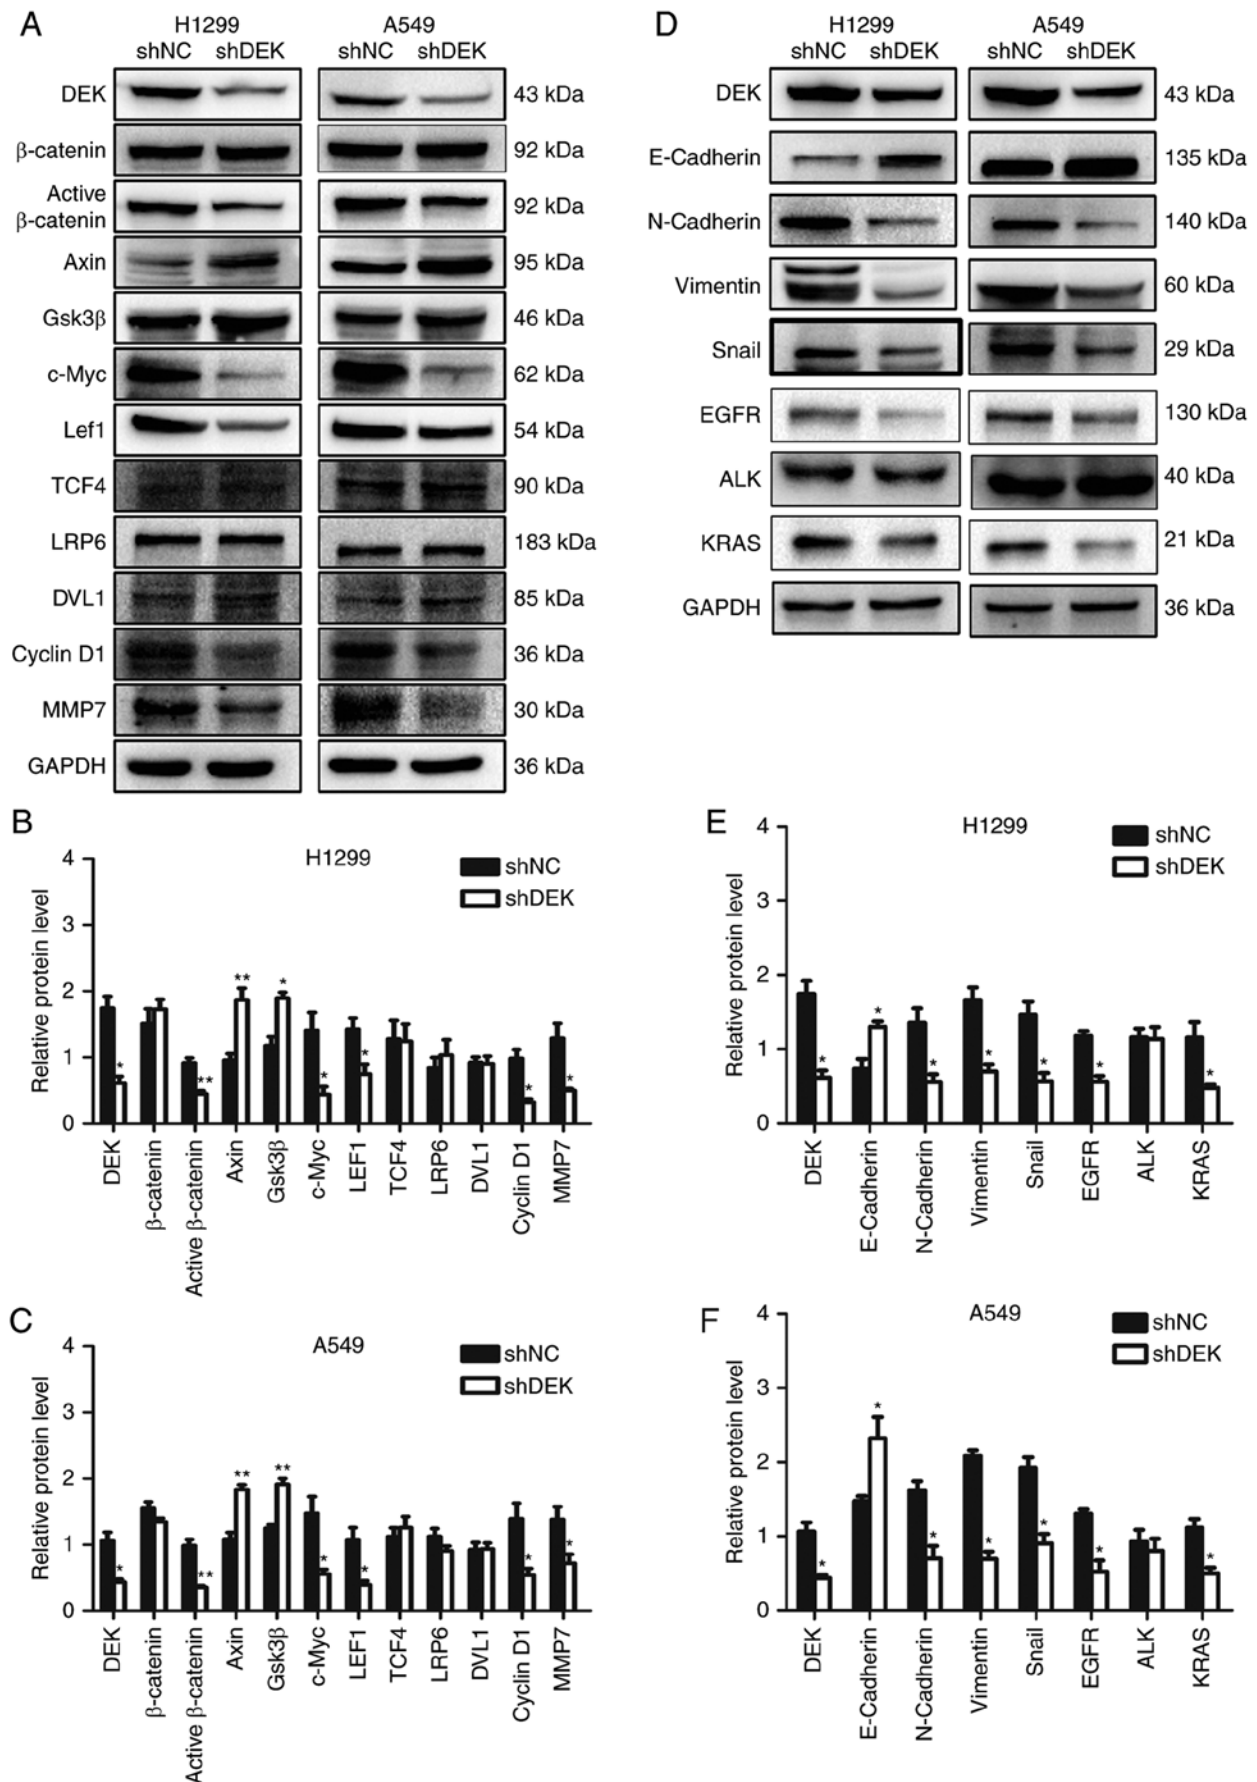 A
H1299
A549
shNC shDEK
shNC shDEK
DEK
43 kDa
β-catenin
92 kDa
Active
β-catenin
92 kDa
Axin
95 kDa
Gsk3β
46 kDa
c-Myc
62 kDa
Lef1
54 kDa
TCF4
90 kDa
LRP6
183 kDa
DVL1
85 kDa
Cyclin D1
36 kDa
MMP7
30 kDa
GAPDH
36 kDa
D
H1299
A549
shNC shDEK
shNC shDEK
DEK
43 kDa
E-Cadherin
135 kDa
N-Cadherin
140 kDa
Vimentin
60 kDa
Snail
29 kDa
EGFR
130 kDa
ALK
40 kDa
KRAS
21 kDa
GAPDH
36 kDa
B
H1299
shNC
shDEK
Relative protein level
4
3
2
1
0
* ** ** * * * * *
DEK
β-catenin
Active β-catenin
Axin
Gsk3β
c-Myc
LEF1
TCF4
LRP6
DVL1
Cyclin D1
MMP7
E
H1299
shNC
shDEK
Relative protein level
4
3
2
1
0
* * * * * * *
DEK
E-Cadherin
N-Cadherin
Vimentin
Snail
EGFR
ALK
KRAS
C
A549
shNC
shDEK
Relative protein level
4
3
2
1
0
* ** ** ** * * * *
DEK
β-catenin
Active β-catenin
Axin
Gsk3β
c-Myc
LEF1
TCF4
LRP6
DVL1
Cyclin D1
MMP7
F
A549
shNC
shDEK
Relative protein level
4
3
2
1
0
* * * * * * *
DEK
E-Cadherin
N-Cadherin
Vimentin
Snail
EGFR
ALK
KRAS